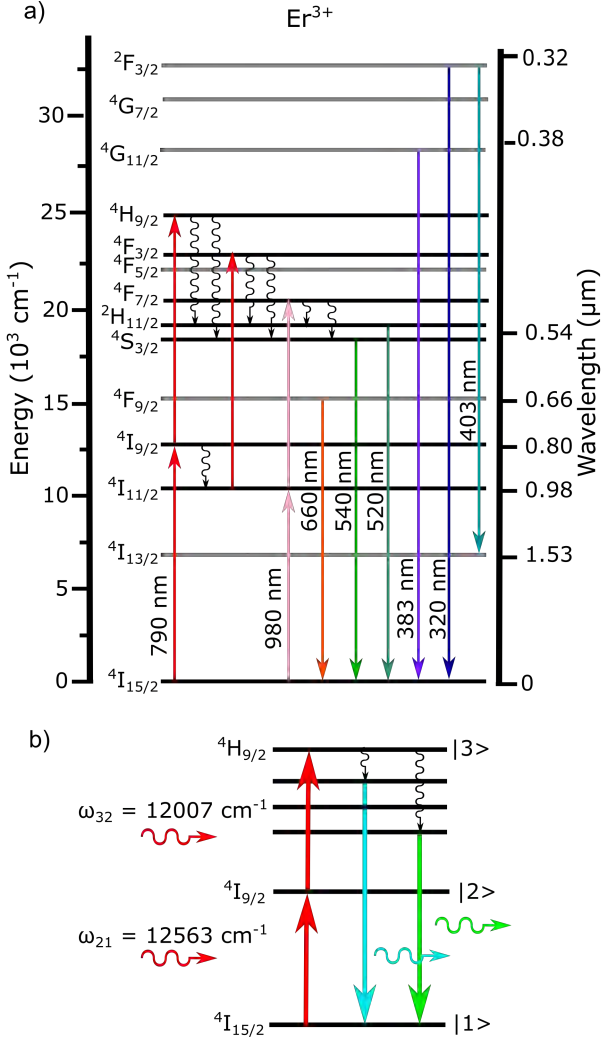 a)
Er³⁺
Energy (10³ cm⁻¹)
30
25
20
15
10
5
0
²F₃/₂
⁴G₇/₂
⁴G₁₁/₂
⁴H₉/₂
⁴F₃/₂
⁴F₅/₂
⁴F₇/₂
²H₁₁/₂
⁴S₃/₂
⁴F₉/₂
⁴I₉/₂
⁴I₁₁/₂
⁴I₁₃/₂
⁴I₁₅/₂
790 nm
980 nm
660 nm
540 nm
520 nm
383 nm
320 nm
403 nm
0.32
0.38
0.54
0.66
0.80
0.98
1.53
0
Wavelength (µm)
b)
⁴H₉/₂ |3>
ω₃₂ = 12007 cm⁻¹
⁴I₉/₂ |2>
ω₂₁ = 12563 cm⁻¹
⁴I₁₅/₂ |1>